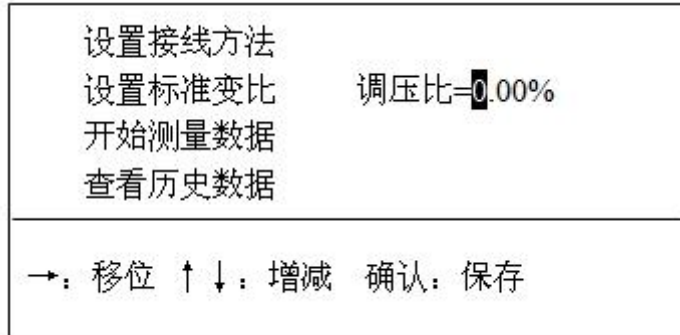 设置接线方法
设置标准变比 调压比=0.00%
开始测量数据
查看历史数据
→：移位 ↑↓：增减 确认：保存